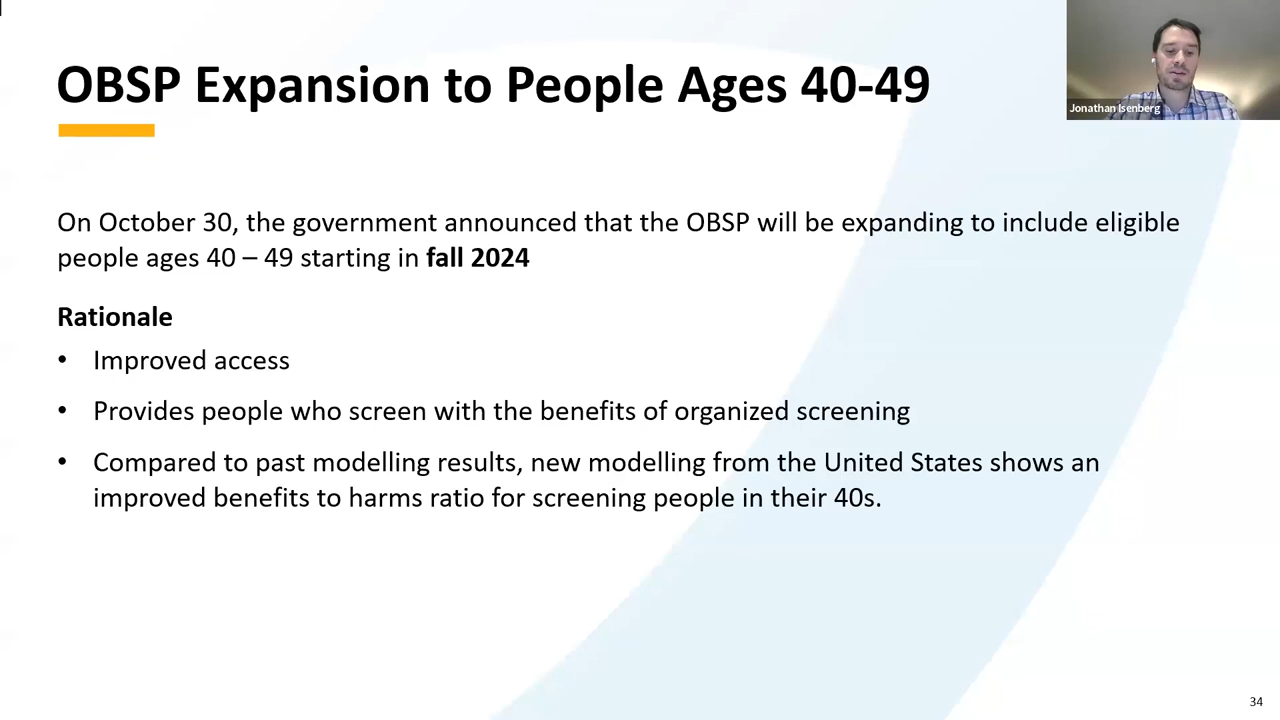 OBSP Expansion to People Ages 40-49
Jonathan Isenberg
On October 30, the government announced that the OBSP will be expanding to include eligible
people ages 40 – 49 starting in fall 2024
Rationale
• Improved access
• Provides people who screen with the benefits of organized screening
• Compared to past modelling results, new modelling from the United States shows an
improved benefits to harms ratio for screening people in their 40s.
34